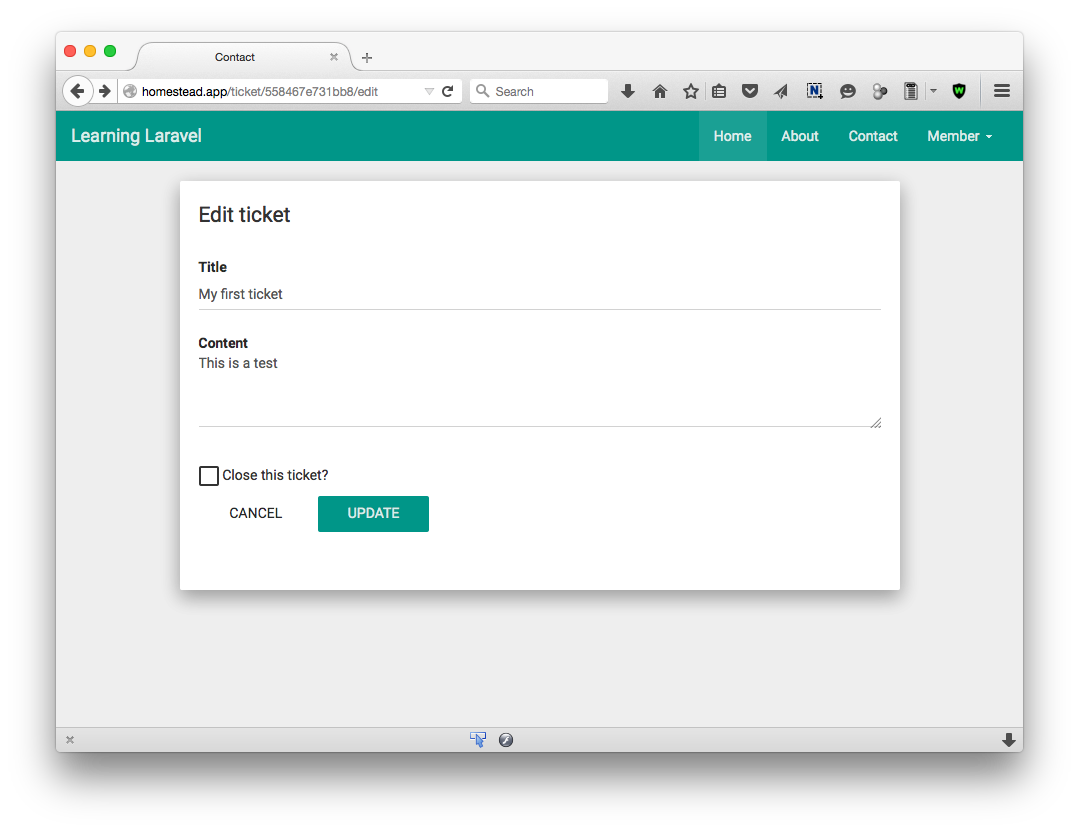 Contact
homestead.app/ticket/558467e731bb8/edit
Search
N
W
Learning Laravel
Home
About
Contact
Member
Edit ticket
Title
My first ticket
Content
This is a test
Close this ticket?
CANCEL
UPDATE